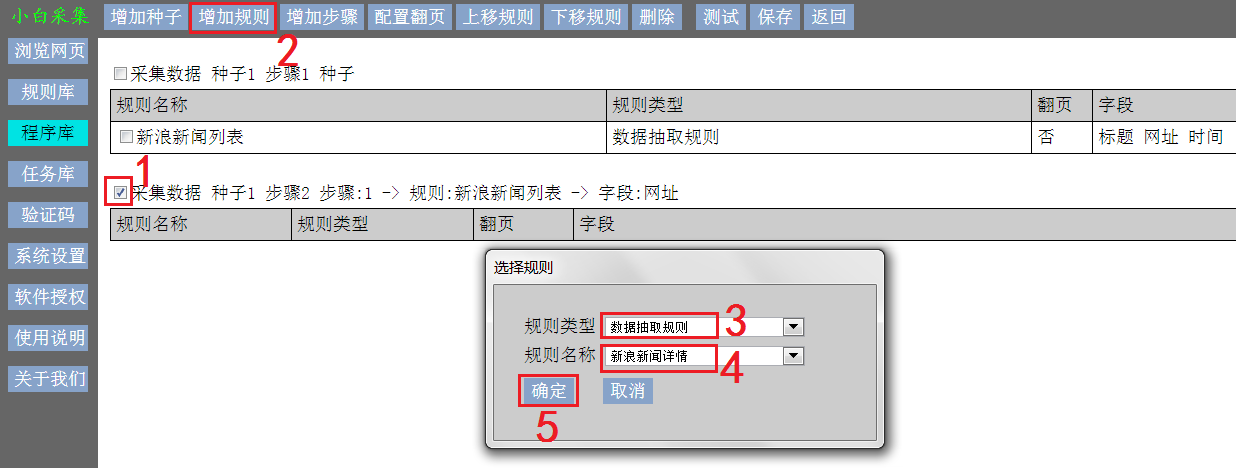 小白采集 增加种子 增加规则 增加步骤 配置翻页 上移规则 下移规则 删除 测试 保存 返回
2
浏览网页
规则库
程序库
任务库
验证码
系统设置
软件授权
使用说明
关于我们
采集数据 种子1 步骤1 种子
规则名称 规则类型 翻页 字段
新浪新闻列表 数据抽取规则 否 标题 网址 时间
1
采集数据 种子1 步骤2 步骤:1 -> 规则:新浪新闻列表 -> 字段:网址
规则名称 规则类型 翻页 字段
选择规则
规则类型 数据抽取规则 3
规则名称 新浪新闻详情 4
确定 取消
5